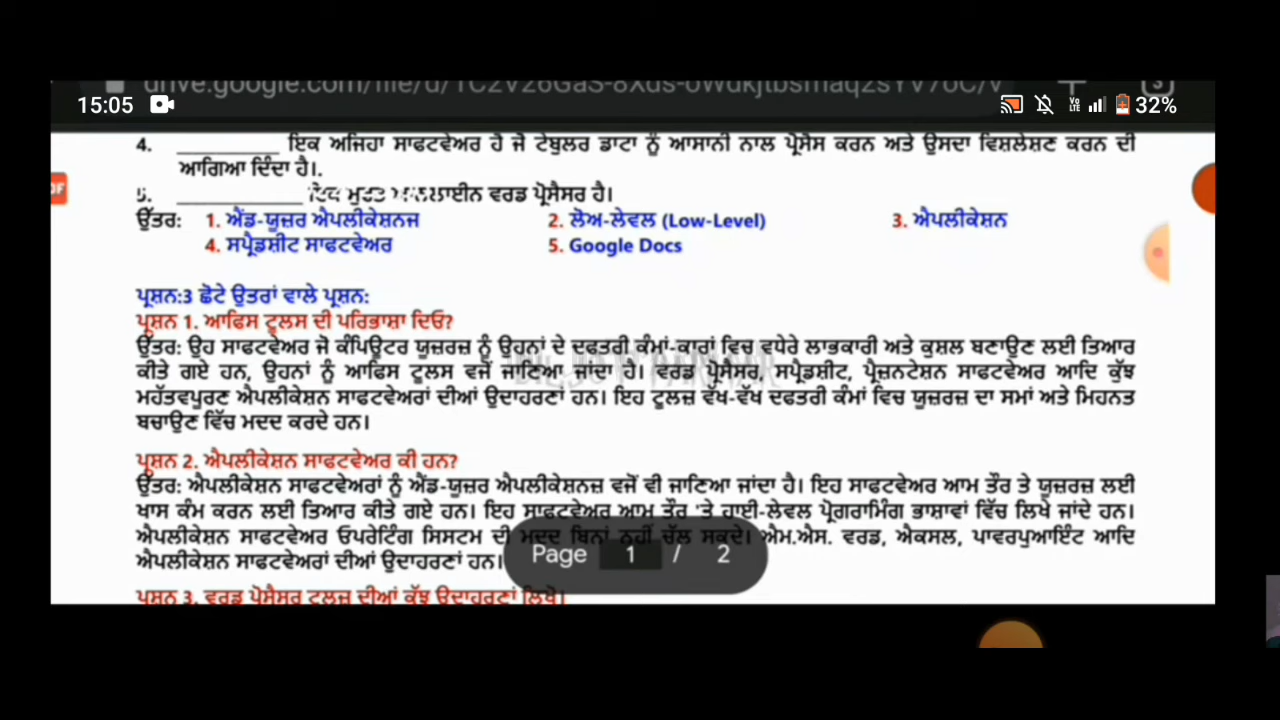 drive.google.com/file/d/
15:05 32%
4. __________ ਇਕ ਅਜਿਹਾ ਸਾਫਟਵੇਅਰ ਹੈ ਜੋ ਟੇਬੁਲਰ ਡਾਟਾ ਨੂੰ ਆਸਾਨੀ ਨਾਲ ਪ੍ਰੋਸੈਸ ਕਰਨ ਅਤੇ ਉਸਦਾ ਵਿਸ਼ਲੇਸ਼ਣ ਕਰਨ ਦੀ
ਆਗਿਆ ਦਿੰਦਾ ਹੈ।.
5. __________ ਇਕ ਵਰਡ ਪ੍ਰੋਸੈਸਰ ਹੈ।
ਉੱਤਰ: 1. ਐਂਡ-ਯੂਜ਼ਰ ਐਪਲੀਕੇਸ਼ਨਜ 2. ਲੋਅ-ਲੇਵਲ (Low-Level) 3. ਐਪਲੀਕੇਸ਼ਨ
4. ਸਪ੍ਰੈਡਸ਼ੀਟ ਸਾਫਟਵੇਅਰ 5. Google Docs
ਪ੍ਰਸ਼ਨ:3 ਛੋਟੇ ਉਤਰਾਂ ਵਾਲੇ ਪ੍ਰਸ਼ਨ:
ਪ੍ਰਸ਼ਨ 1. ਆਫਿਸ ਟੂਲਸ ਦੀ ਪਰਿਭਾਸ਼ਾ ਦਿਓ?
ਉੱਤਰ: ਉਹ ਸਾਫਟਵੇਅਰ ਜੋ ਕੰਪਿਊਟਰ ਯੂਜ਼ਰਜ਼ ਨੂੰ ਉਹਨਾਂ ਦੇ ਦਫਤਰੀ ਕੰਮਾਂ-ਕਾਰਾਂ ਵਿਚ ਵਧੇਰੇ ਲਾਭਕਾਰੀ ਅਤੇ ਕੁਸ਼ਲ ਬਣਾਉਣ ਲਈ ਤਿਆਰ
ਕੀਤੇ ਗਏ ਹਨ, ਉਹਨਾਂ ਨੂੰ ਆਫਿਸ ਟੂਲਸ ਵਜੋਂ ਜਾਣਿਆ ਜਾਂਦਾ ਹੈ। ਵਰਡ ਪ੍ਰੋਸੈਸਰ, ਸਪ੍ਰੈਡਸ਼ੀਟ, ਪ੍ਰੈਜ਼ਨਟੇਸ਼ਨ ਸਾਫਟਵੇਅਰ ਆਦਿ ਕੁੱਝ
ਮਹੱਤਵਪੂਰਣ ਐਪਲੀਕੇਸ਼ਨ ਸਾਫਟਵੇਅਰਾਂ ਦੀਆਂ ਉਦਾਹਰਣਾਂ ਹਨ। ਇਹ ਟੂਲਜ਼ ਵੱਖ-ਵੱਖ ਦਫਤਰੀ ਕੰਮਾਂ ਵਿਚ ਯੂਜ਼ਰਜ਼ ਦਾ ਸਮਾਂ ਅਤੇ ਮਿਹਨਤ
ਬਚਾਉਣ ਵਿੱਚ ਮਦਦ ਕਰਦੇ ਹਨ।
ਪ੍ਰਸ਼ਨ 2. ਐਪਲੀਕੇਸ਼ਨ ਸਾਫਟਵੇਅਰ ਕੀ ਹਨ?
ਉੱਤਰ: ਐਪਲੀਕੇਸ਼ਨ ਸਾਫਟਵੇਅਰਾਂ ਨੂੰ ਐਂਡ-ਯੂਜ਼ਰ ਐਪਲੀਕੇਸ਼ਨਜ਼ ਵਜੋਂ ਵੀ ਜਾਣਿਆ ਜਾਂਦਾ ਹੈ। ਇਹ ਸਾਫਟਵੇਅਰ ਆਮ ਤੌਰ ਤੇ ਯੂਜ਼ਰਜ਼ ਲਈ
ਖਾਸ ਕੰਮ ਕਰਨ ਲਈ ਤਿਆਰ ਕੀਤੇ ਗਏ ਹਨ। ਇਹ ਸਾਫਟਵੇਅਰ ਆਮ ਤੌਰ 'ਤੇ ਹਾਈ-ਲੇਵਲ ਪ੍ਰੋਗਰਾਮਿੰਗ ਭਾਸ਼ਾਵਾਂ ਵਿੱਚ ਲਿਖੇ ਜਾਂਦੇ ਹਨ।
ਐਪਲੀਕੇਸ਼ਨ ਸਾਫਟਵੇਅਰ ਓਪਰੇਟਿੰਗ ਸਿਸਟਮ ਦੀ ਮਦਦ ਬਿਨਾਂ ਨਹੀਂ ਚੱਲ ਸਕਦੇ। ਐਮ.ਐਸ. ਵਰਡ, ਐਕਸਲ, ਪਾਵਰਪੁਆਇੰਟ ਆਦਿ
ਐਪਲੀਕੇਸ਼ਨ ਸਾਫਟਵੇਅਰਾਂ ਦੀਆਂ ਉਦਾਹਰਣਾਂ ਹਨ।
Page 1 / 2
ਪ੍ਰਸ਼ਨ 3. ਵਰਡ ਪ੍ਰੋਸੈਸਰ ਟੂਲਜ਼ ਦੀਆਂ ਕੁੱਝ ਉਦਾਹਰਣਾਂ ਲਿਖੋ।